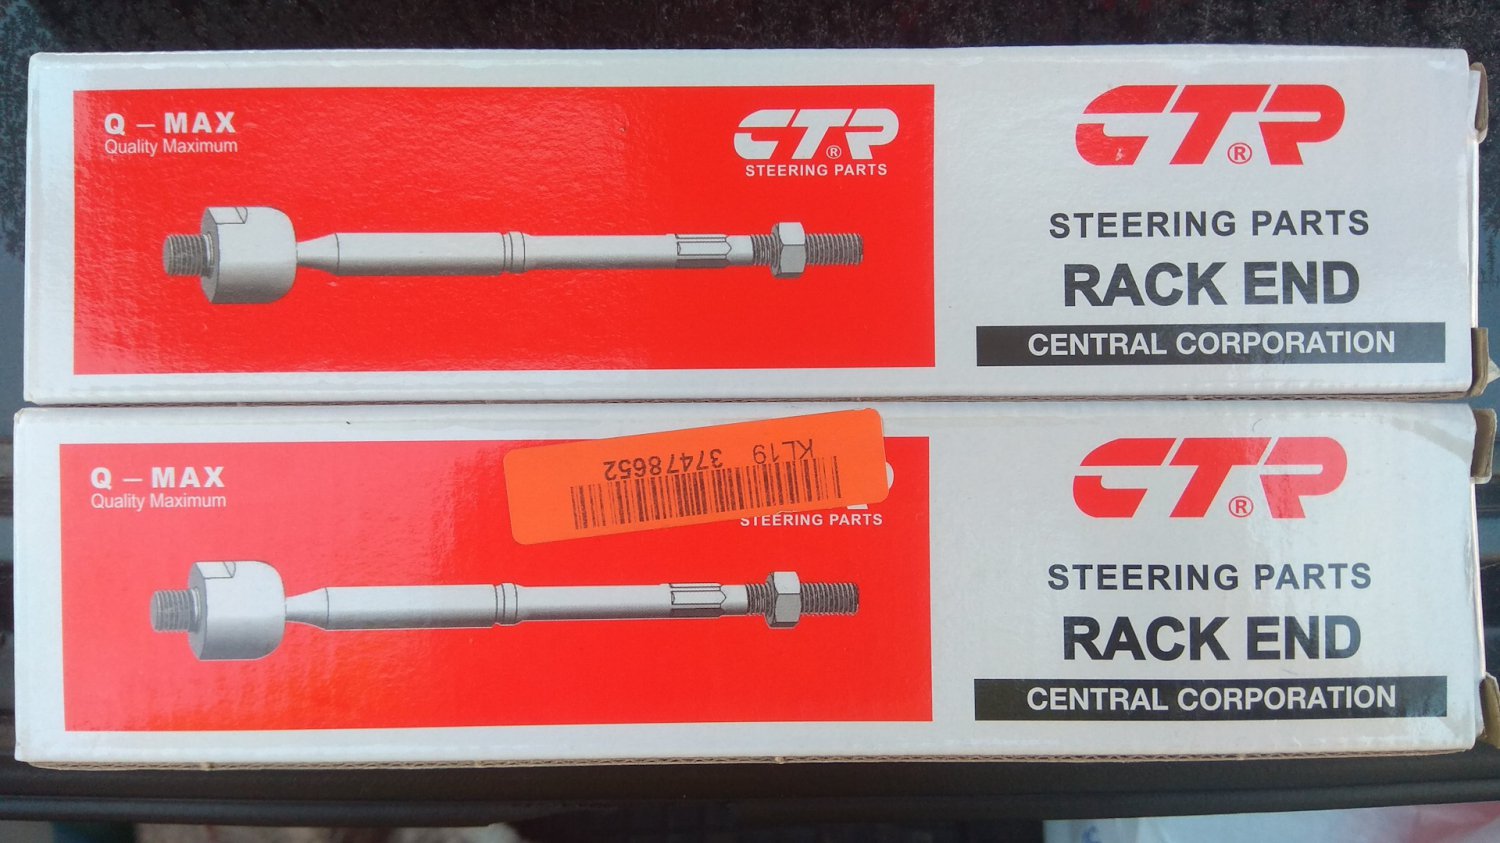 Q – MAX
Quality Maximum
CTR®
STEERING PARTS
CTR®
STEERING PARTS
RACK END
CENTRAL CORPORATION
Q – MAX
Quality Maximum
KL19 37478652
STEERING PARTS
CTR®
STEERING PARTS
RACK END
CENTRAL CORPORATION